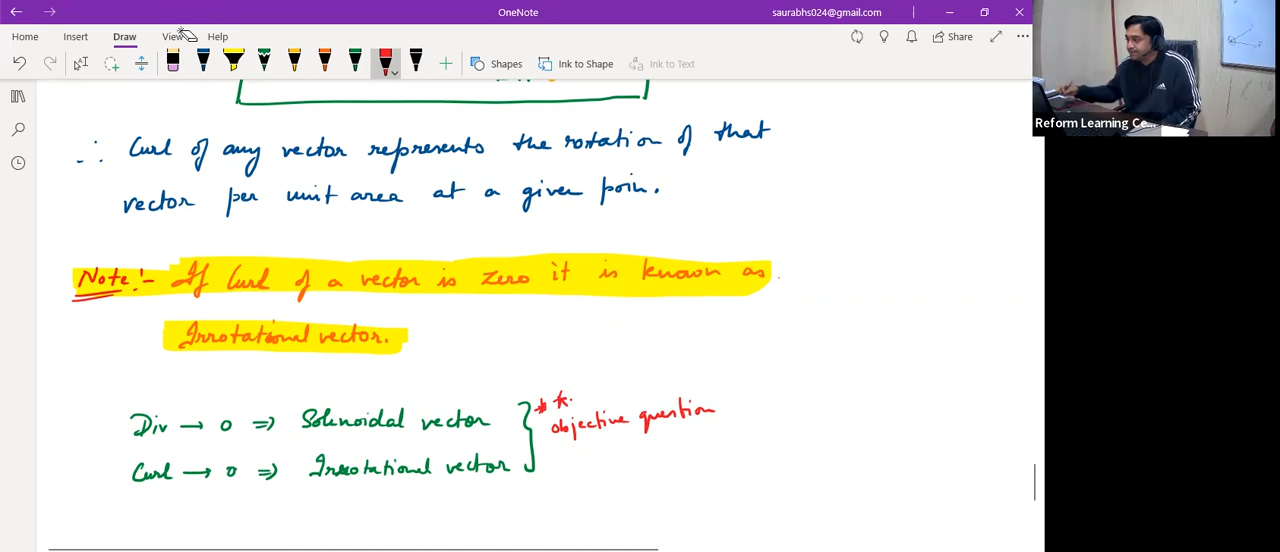 OneNote
saurabhs024@gmail.com
Home Insert Draw View Help
Share
Shapes Ink to Shape Ink to Text
Reform Learning Ce...
∴ Curl of any vector represents the rotation of that
vector per unit area at a given poin.
Note:- If Curl of a vector is zero it is known as
Irrotational vector.
Div → 0 ⇒ Solenoidal vector
Curl → 0 ⇒ Irrotational vector
** objective question